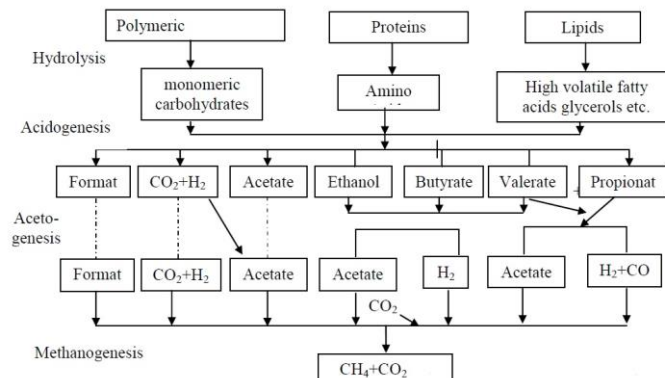 Polymeric
Proteins
Lipids
Hydrolysis
monomeric
carbohydrates
Amino
High volatile fatty
acids glycerols etc.
Acidogenesis
Format
CO₂+H₂
Acetate
Ethanol
Butyrate
Valerate
Propionat
Aceto-
genesis
Format
CO₂+H₂
Acetate
Acetate
H₂
Acetate
H₂+CO
CO₂
Methanogenesis
CH₄+CO₂